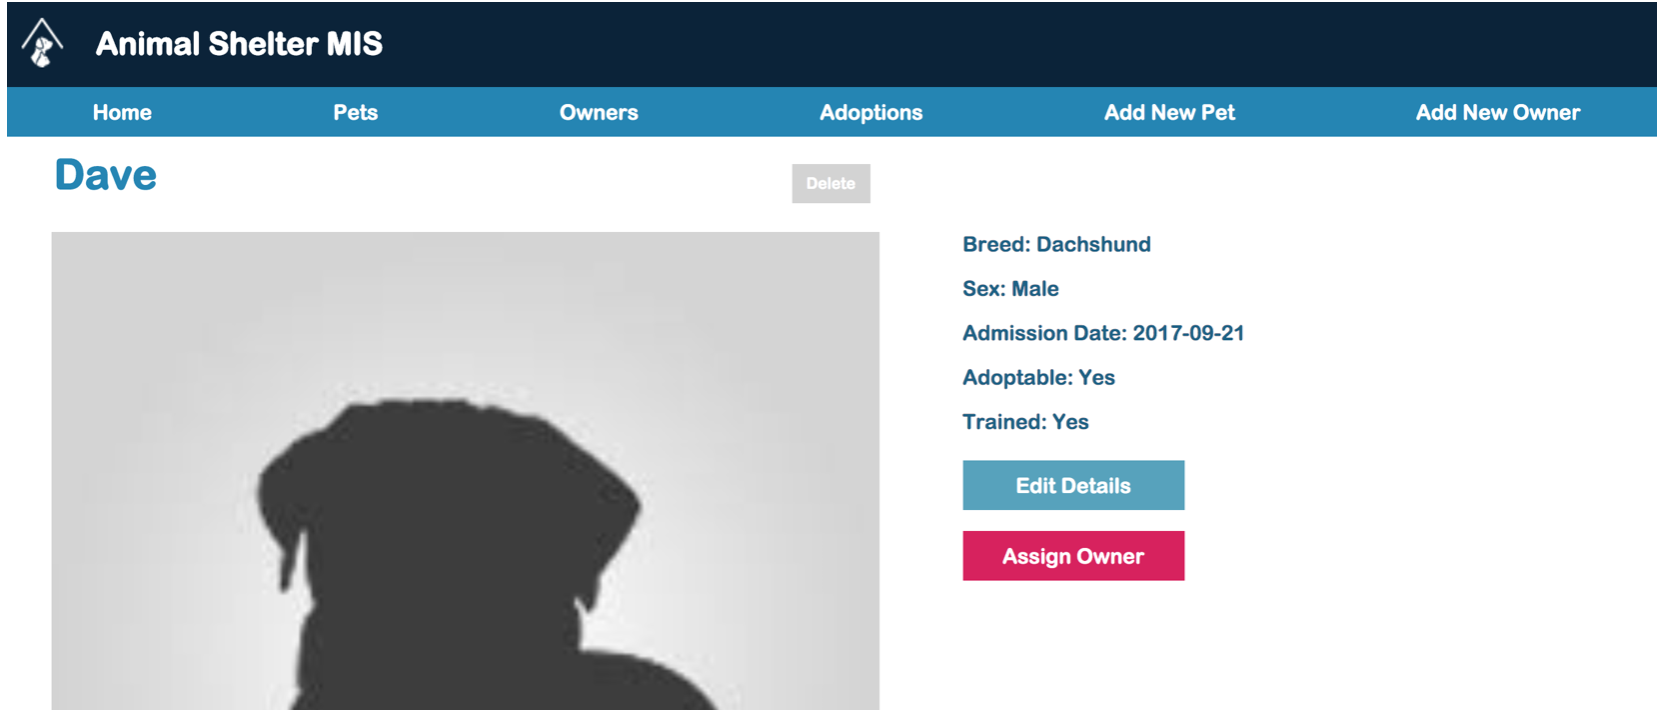 Animal Shelter MIS
Home Pets Owners Adoptions Add New Pet Add New Owner
Dave
Delete
Breed: Dachshund
Sex: Male
Admission Date: 2017-09-21
Adoptable: Yes
Trained: Yes
Edit Details
Assign Owner